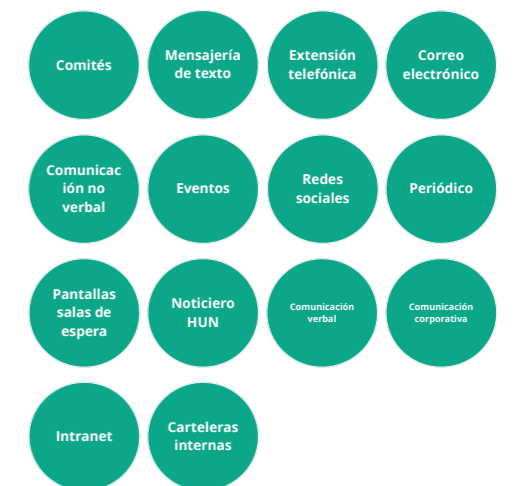 Comités
Mensajería
de texto
Extensión
telefónica
Correo
electrónico
Comunicac
ión no
verbal
Eventos
Redes
sociales
Periódico
Pantallas
salas de
espera
Noticiero
HUN
Comunicación
verbal
Comunicación
corporativa
Intranet
Carteleras
internas